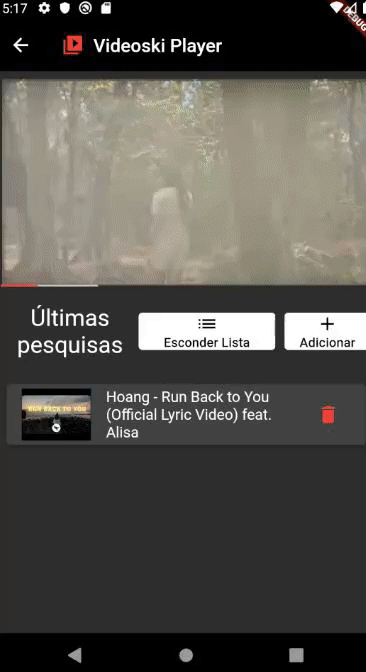 5:17
DEBUG
Videoski Player
Últimas
pesquisas
Esconder Lista
Adicionar
RUN BACK TO YOU
Hoang - Run Back to You
(Official Lyric Video) feat.
Alisa